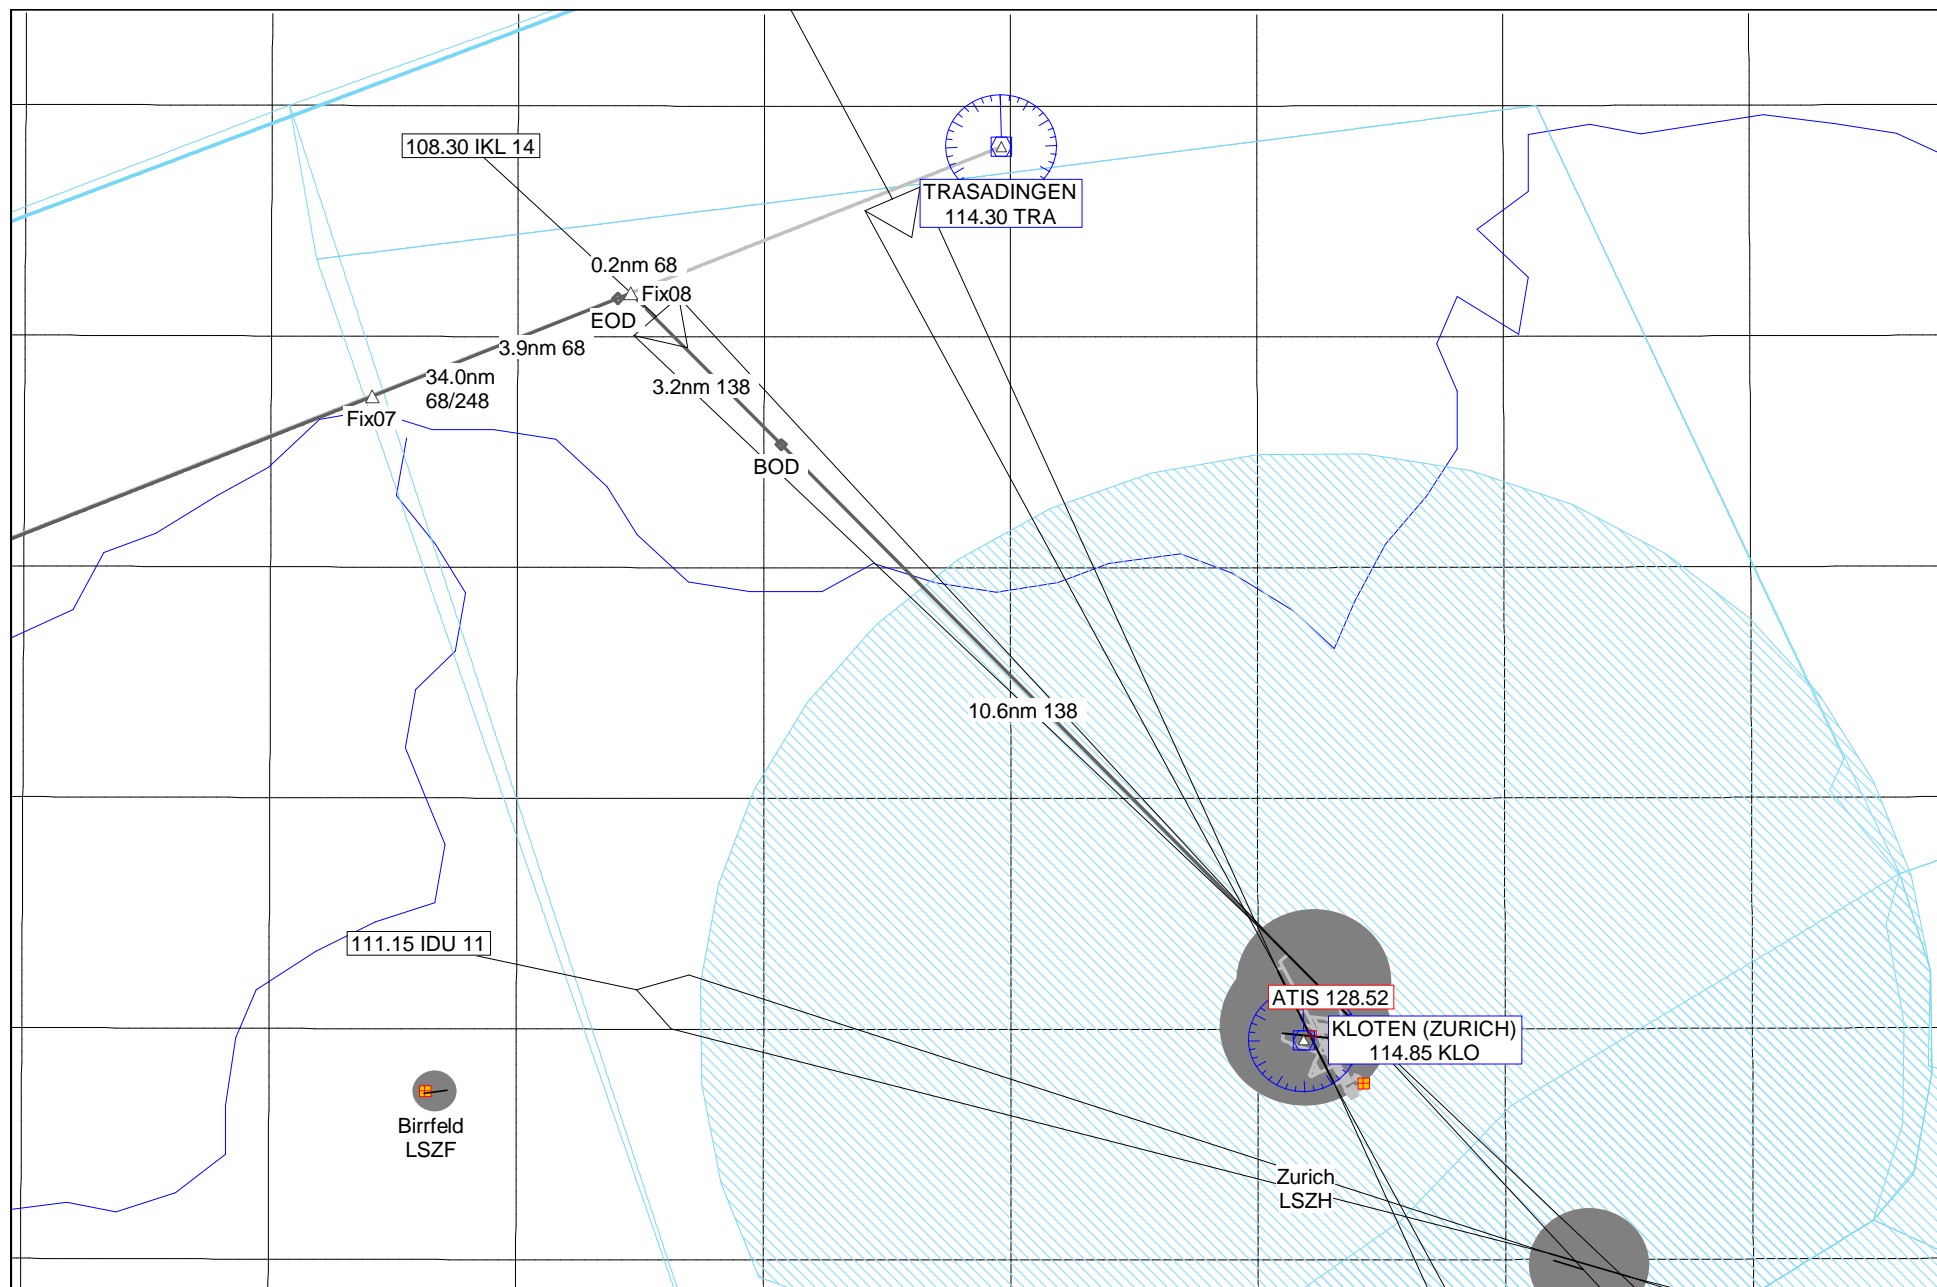 108.30 IKL 14
TRASADINGEN
114.30 TRA
0.2nm 68
Fix08
EOD
3.9nm 68
34.0nm
68/248
3.2nm 138
Fix07
BOD
10.6nm 138
111.15 IDU 11
ATIS 128.52
KLOTEN (ZURICH)
114.85 KLO
Birrfeld
LSZF
Zurich
LSZH